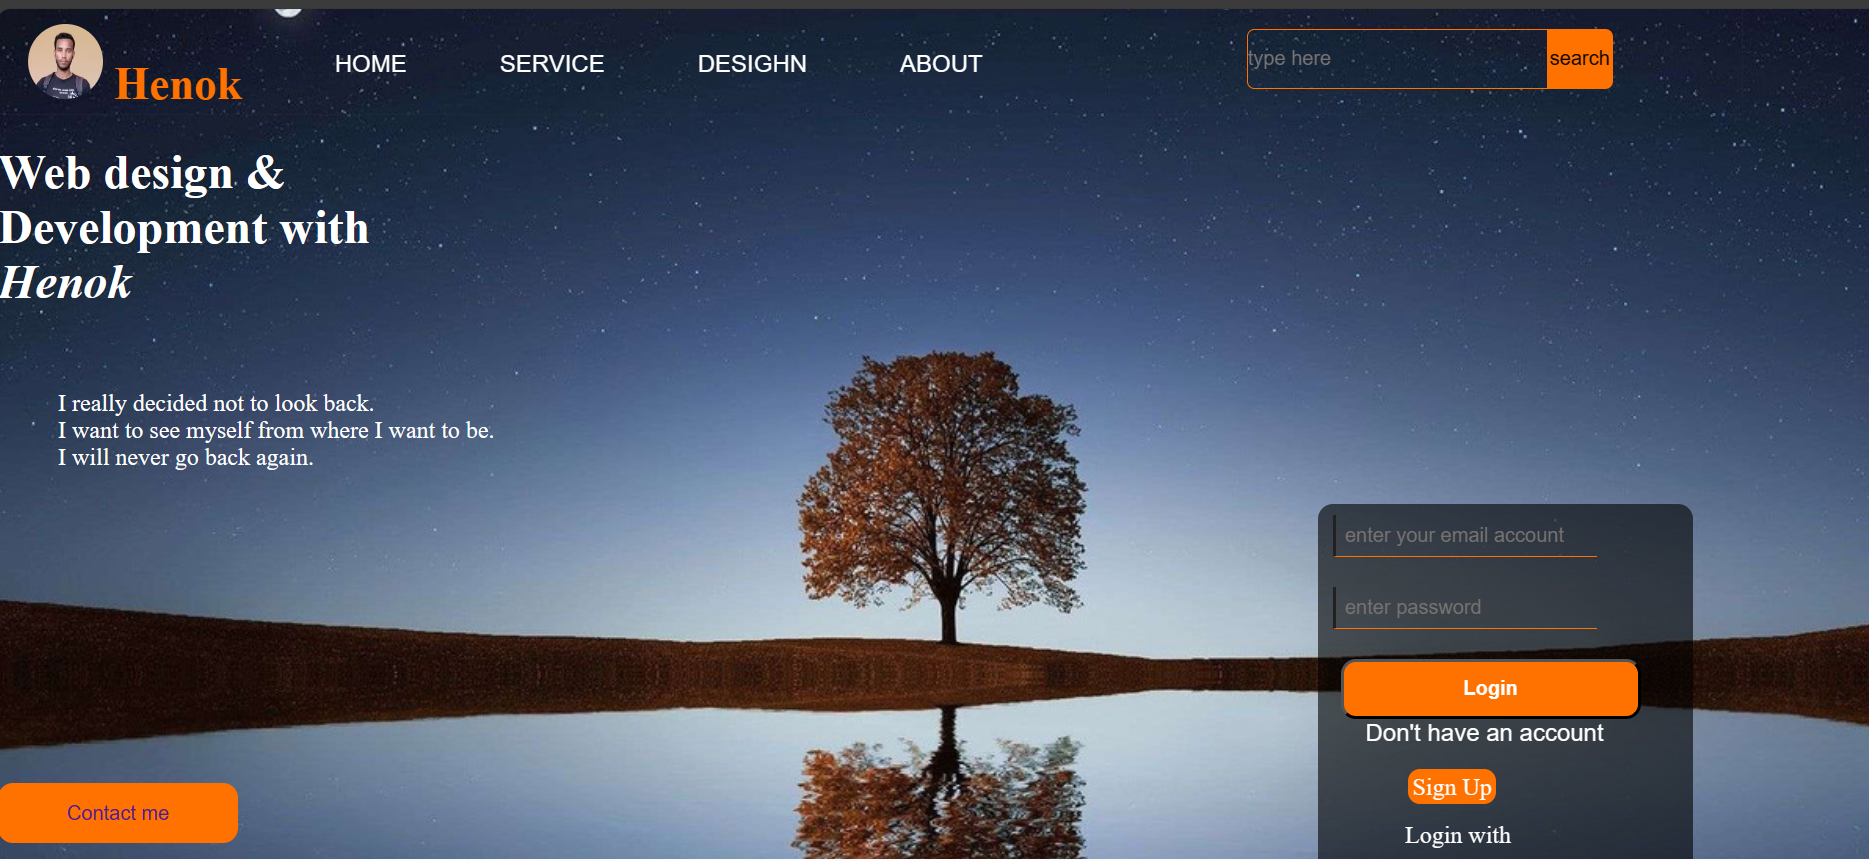 Henok
HOME
SERVICE
DESIGHN
ABOUT
type here
search
Web design &
Development with
Henok
I really decided not to look back.
I want to see myself from where I want to be.
I will never go back again.
enter your email account
enter password
Login
Don't have an account
Sign Up
Login with
Contact me